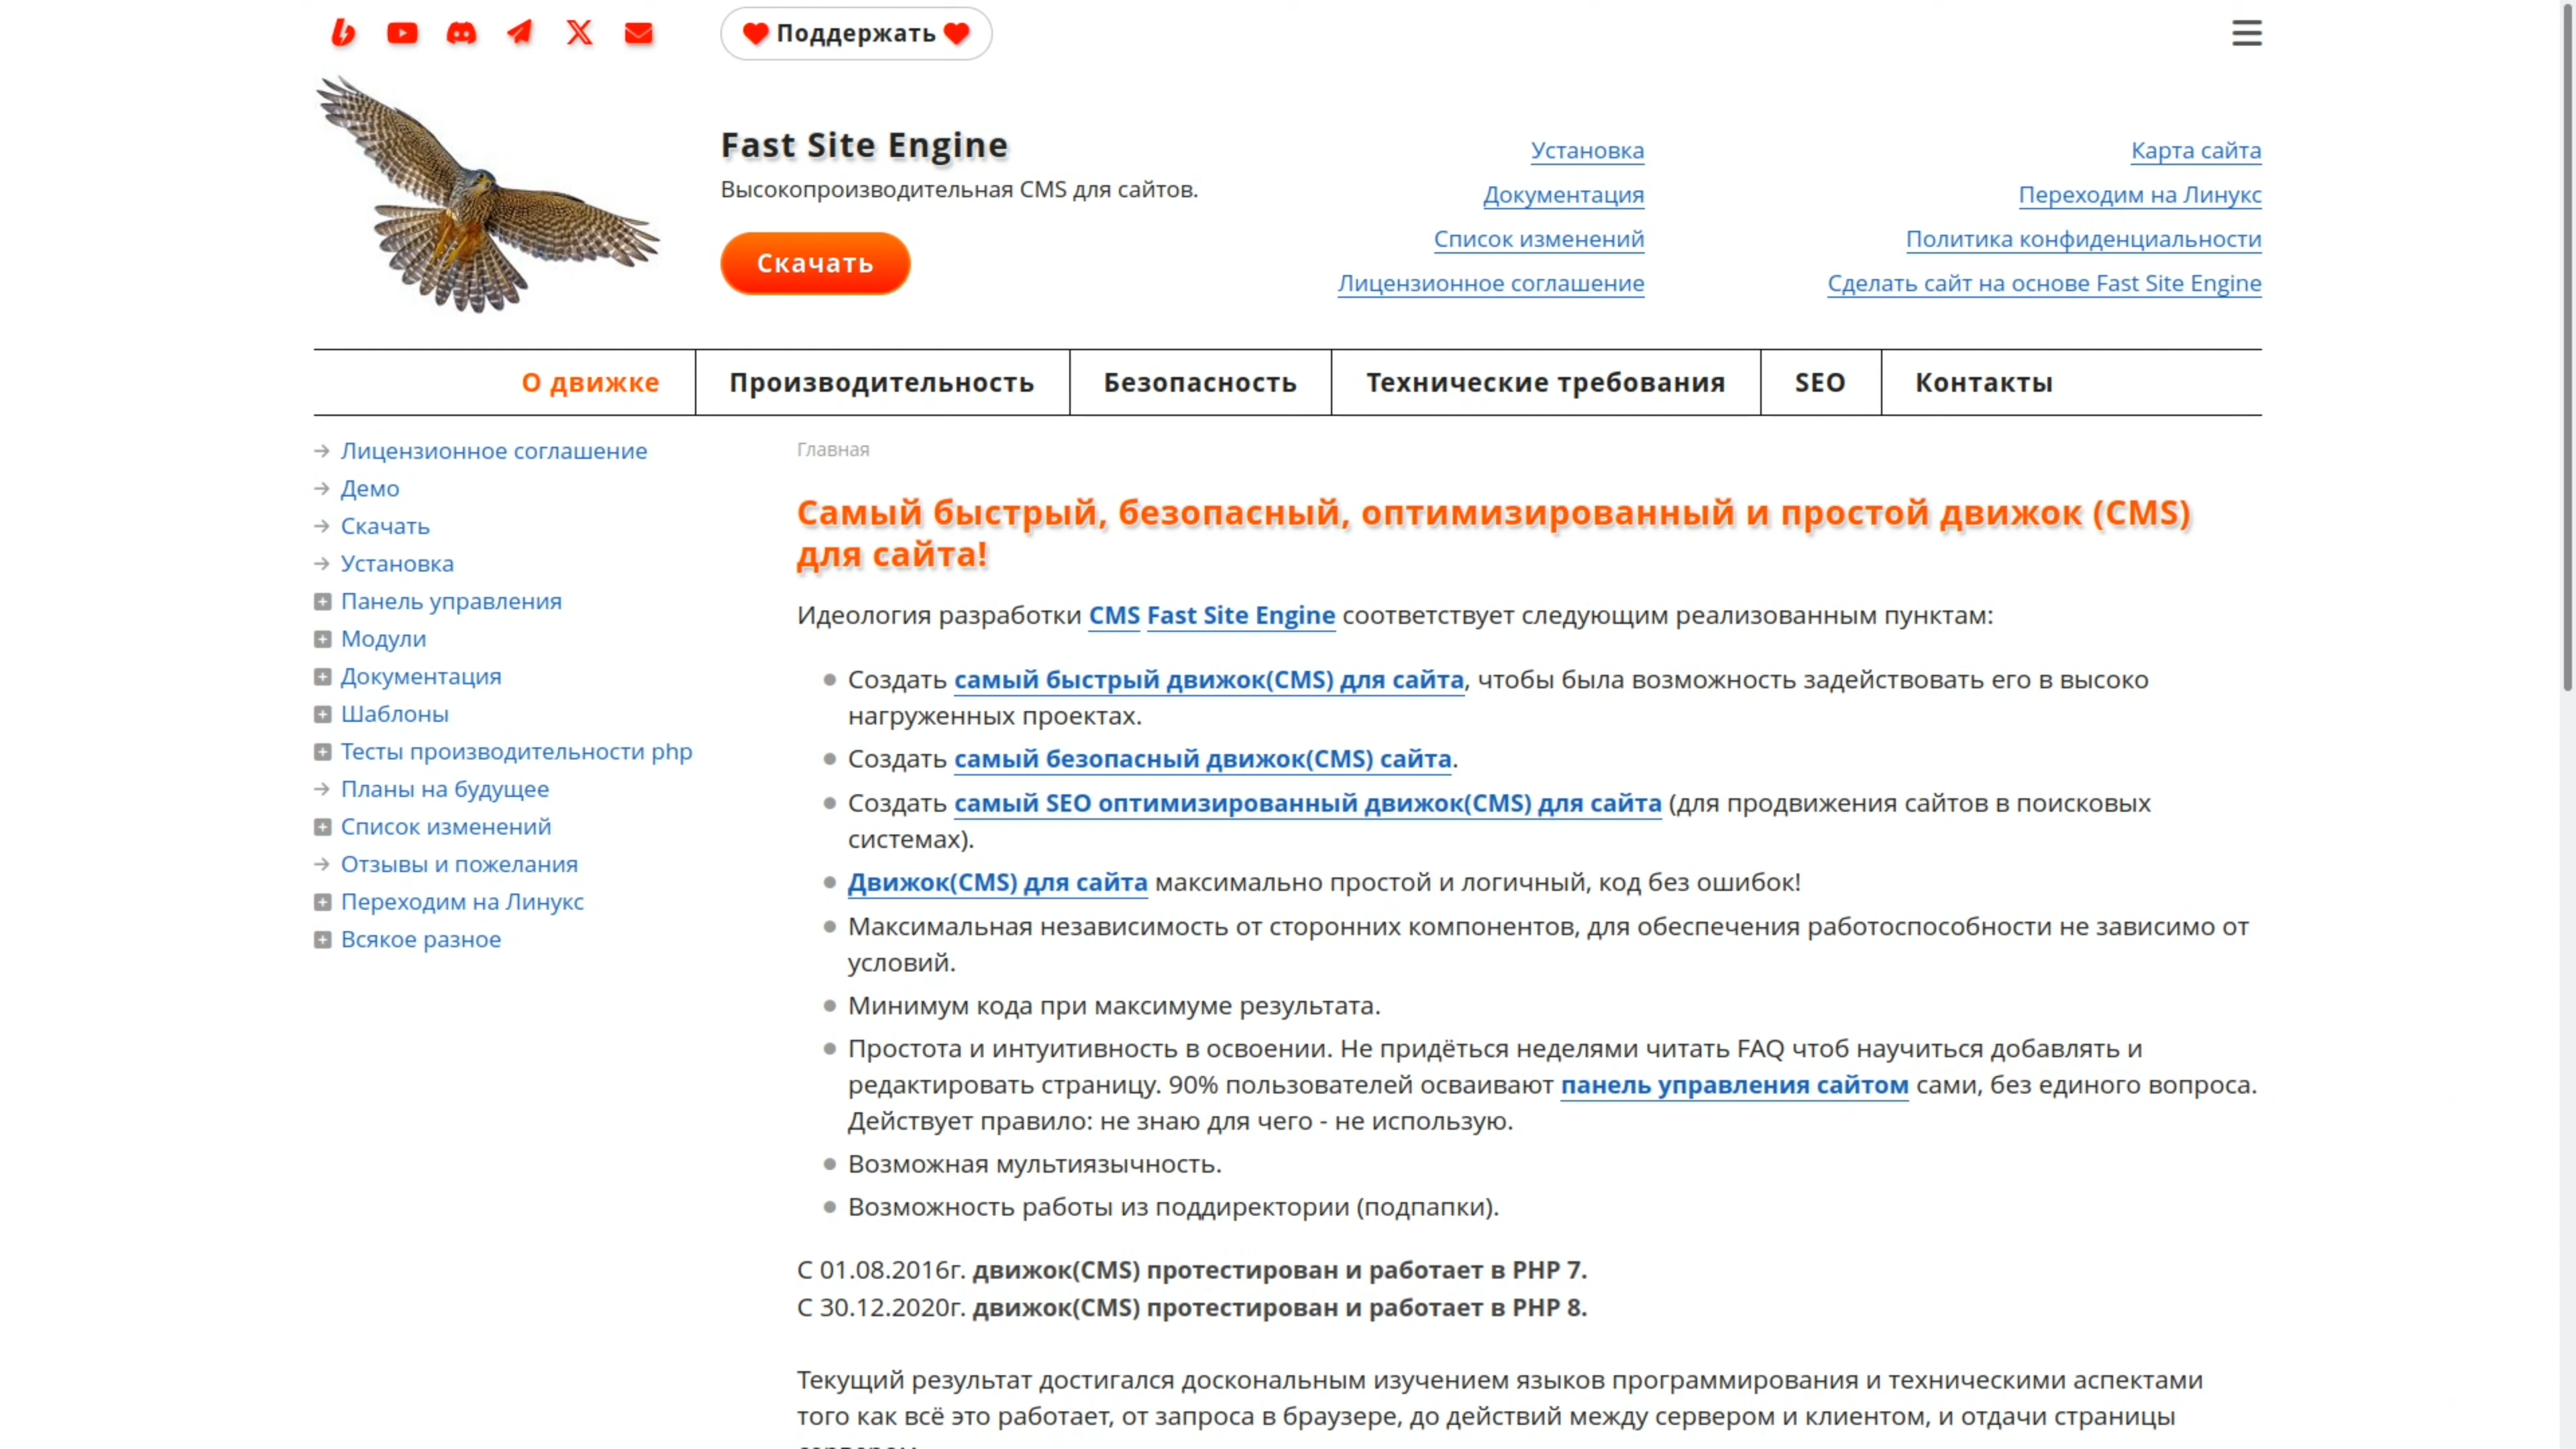 Поддержать
Fast Site Engine
Высокопроизводительная CMS для сайтов.
Скачать
Установка
Документация
Список изменений
Лицензионное соглашение
Карта сайта
Переходим на Линукс
Политика конфиденциальности
Сделать сайт на основе Fast Site Engine
О движке
Производительность
Безопасность
Технические требования
SEO
Контакты
Лицензионное соглашение
Демо
Скачать
Установка
Панель управления
Модули
Документация
Шаблоны
Тесты производительности php
Планы на будущее
Список изменений
Отзывы и пожелания
Переходим на Линукс
Всякое разное
Главная
Самый быстрый, безопасный, оптимизированный и простой движок (CMS)
для сайта!
Идеология разработки CMS Fast Site Engine соответствует следующим реализованным пунктам:
Создать самый быстрый движок(CMS) для сайта, чтобы была возможность задействовать его в высоко
нагруженных проектах.
Создать самый безопасный движок(CMS) сайта.
Создать самый SEO оптимизированный движок(CMS) для сайта (для продвижения сайтов в поисковых
системах).
Движок(CMS) для сайта максимально простой и логичный, код без ошибок!
Максимальная независимость от сторонних компонентов, для обеспечения работоспособности не зависимо от
условий.
Минимум кода при максимуме результата.
Простота и интуитивность в освоении. Не придёться неделями читать FAQ чтоб научиться добавлять и
редактировать страницу. 90% пользователей осваивают панель управления сайтом сами, без единого вопроса.
Действует правило: не знаю для чего - не использую.
Возможная мультиязычность.
Возможность работы из поддиректории (подпапки).
С 01.08.2016г. движок(CMS) протестирован и работает в PHP 7.
С 30.12.2020г. движок(CMS) протестирован и работает в PHP 8.
Текущий результат достигался доскональным изучением языков программирования и техническими аспектами
того как всё это работает, от запроса в браузере, до действий между сервером и клиентом, и отдачи страницы